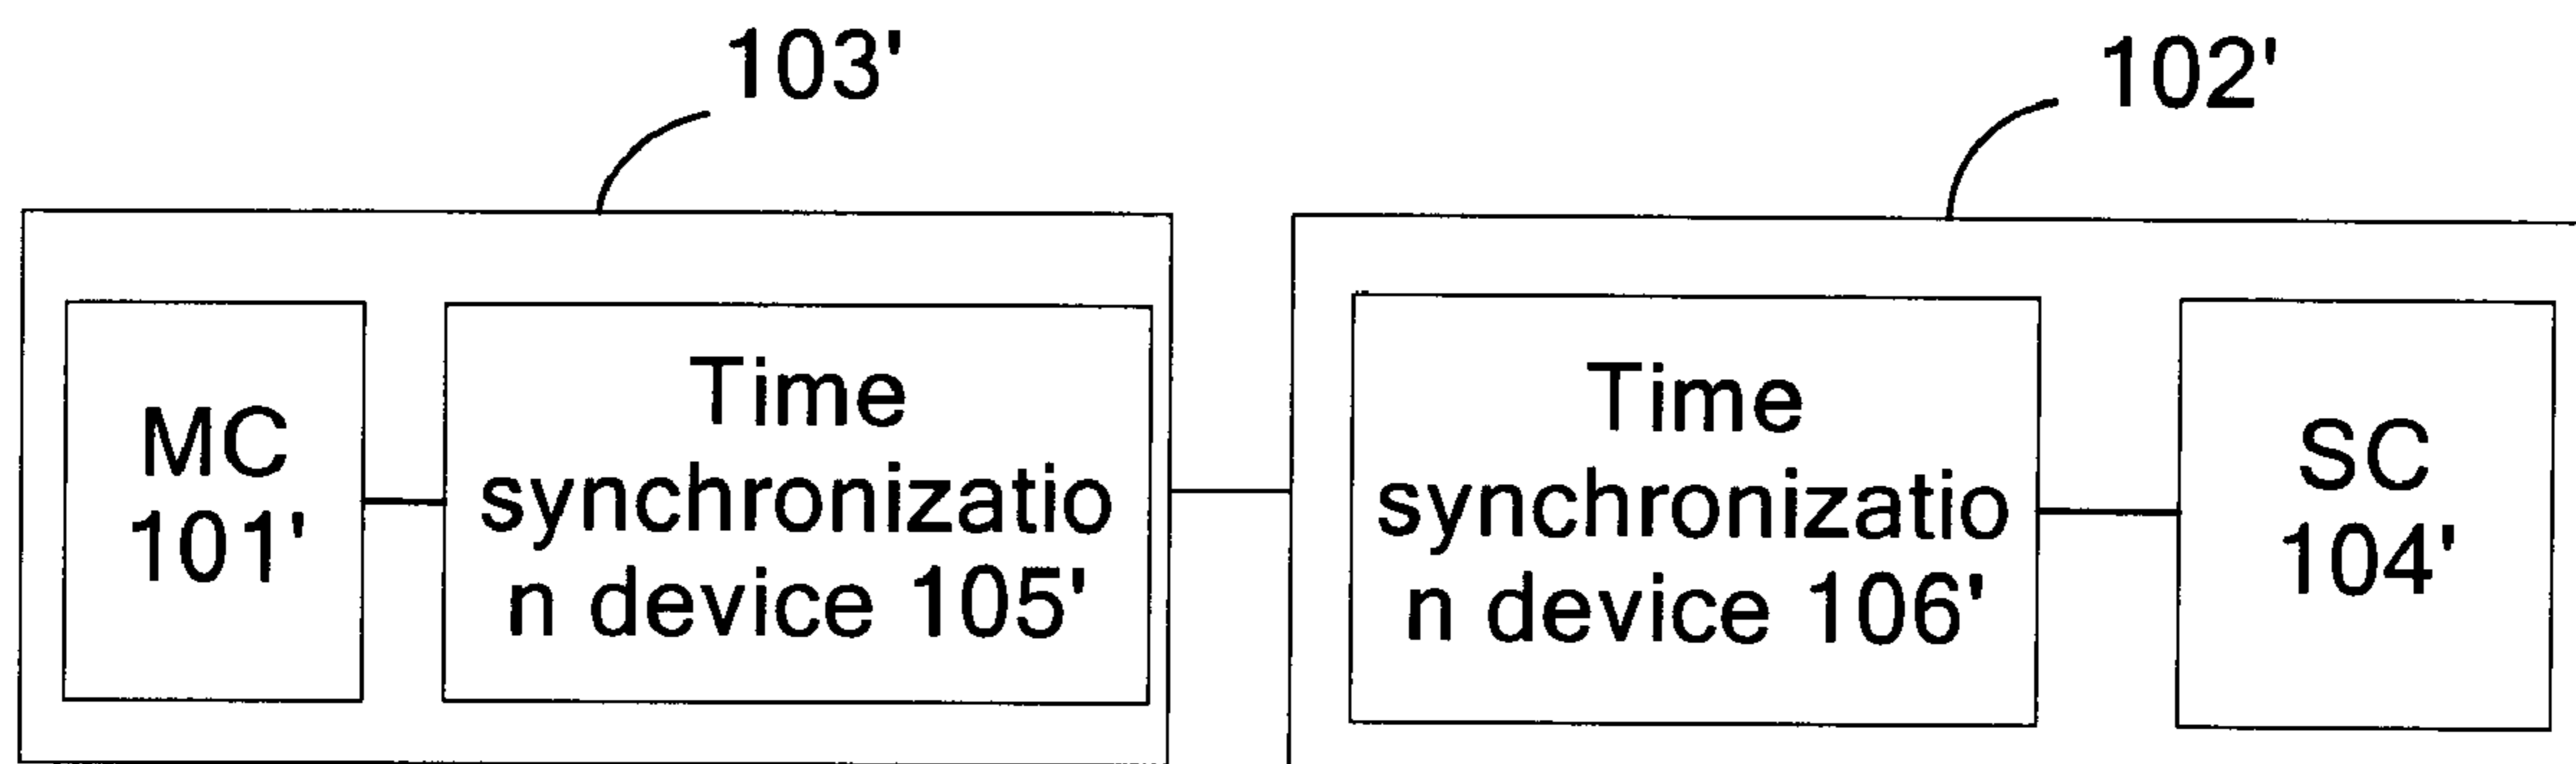 103'
102'
MC
101'
Time
synchronizatio
n device 105'
Time
synchronizatio
n device 106'
SC
104'